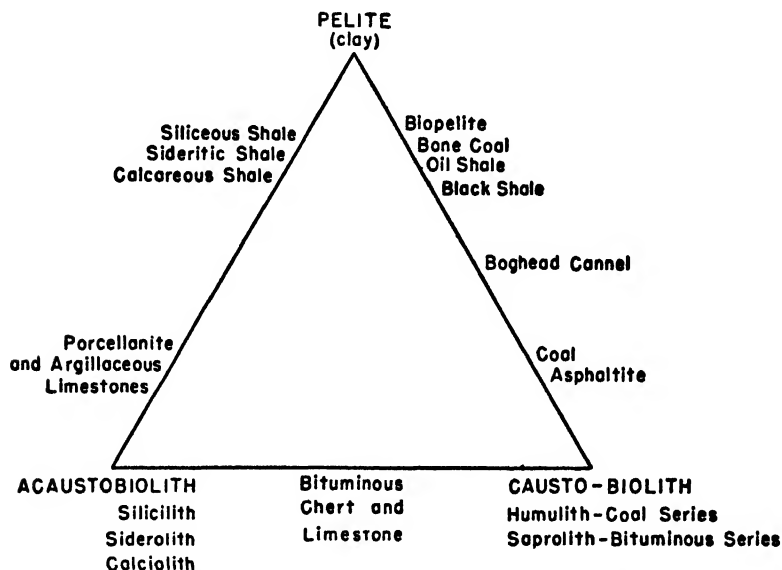 PELITE
(clay)
Siliceous Shale
Sideritic Shale
Calcareous Shale
Biopelite
Bone Coal
Oil Shale
Black Shale
Boghead Cannel
Porcellanite
and Argillaceous
Limestones
Coal
Asphaltite
ACAUSTOBIOLITH
Silicilith
Siderolith
Calciolith
Bituminous
Chert and
Limestone
CAUSTO-BIOLITH
Humulith-Coal Series
Saprolith-Bituminous Series